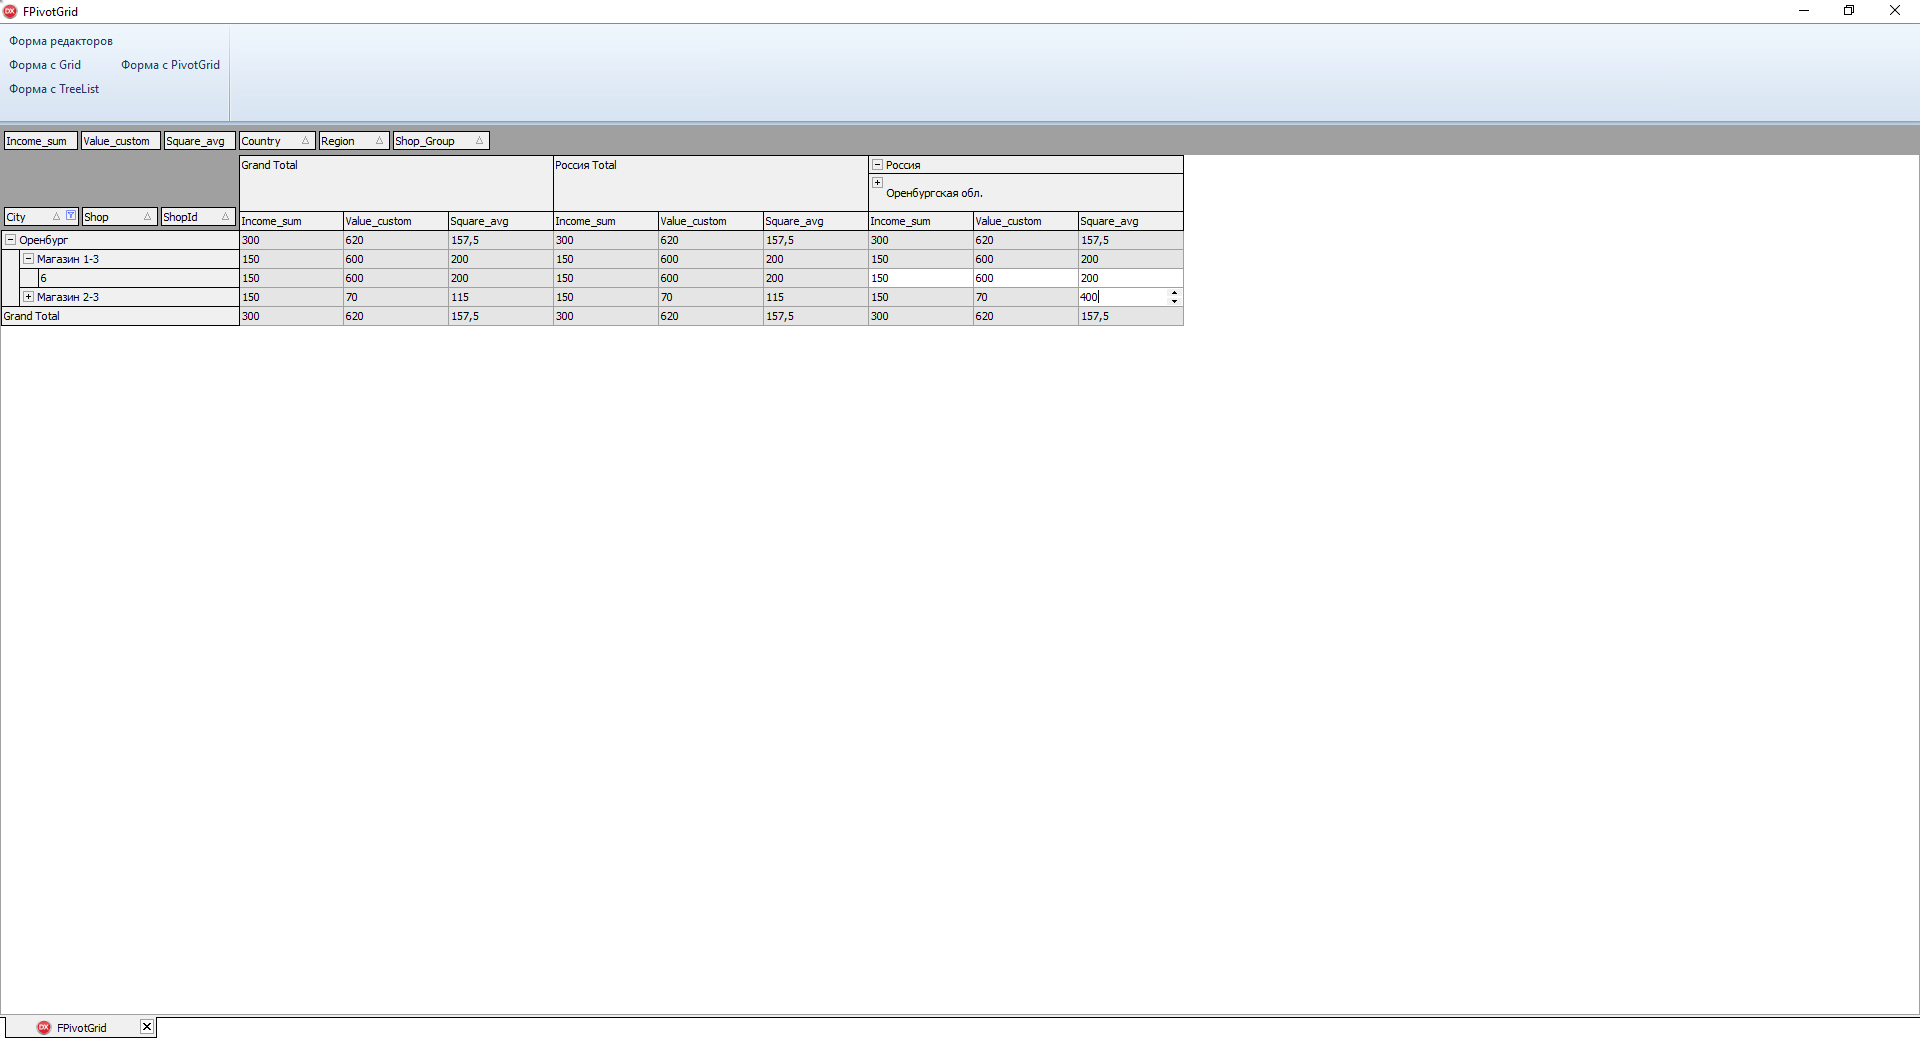 FPivotGrid
Форма редакторов
Форма с Grid Форма с PivotGrid
Форма с TreeList
Income_sum Value_custom Square_avg Country Region Shop_Group
Grand Total Россия Total Россия
Оренбургская обл.
City Shop ShopId
Income_sum Value_custom Square_avg Income_sum Value_custom Square_avg Income_sum Value_custom Square_avg
Оренбург 300 620 157,5 300 620 157,5 300 620 157,5
Магазин 1-3 150 600 200 150 600 200 150 600 200
6 150 600 200 150 600 200 150 600 200
Магазин 2-3 150 70 115 150 70 115 150 70 400
Grand Total 300 620 157,5 300 620 157,5 300 620 157,5
FPivotGrid